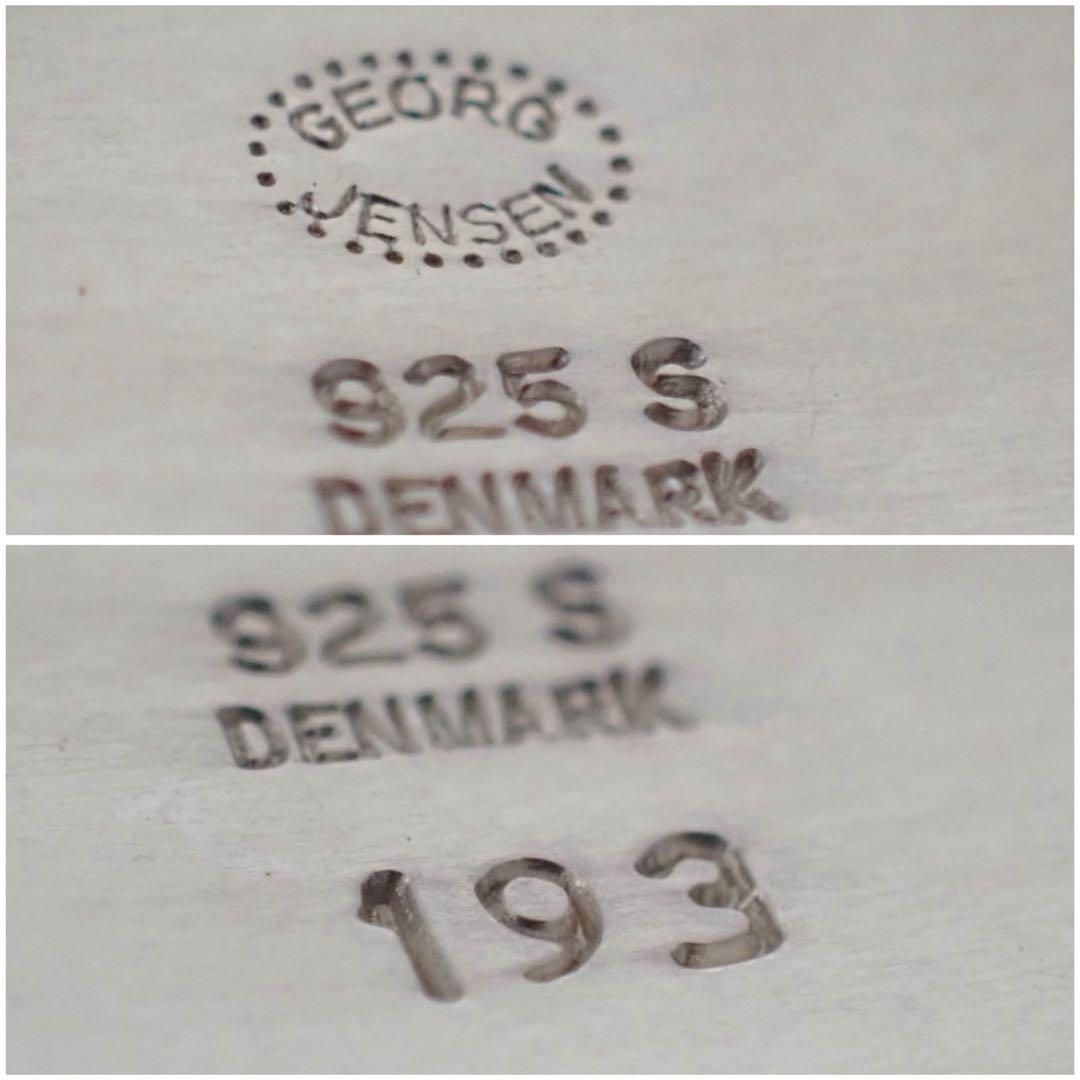 GEORG
JENSEN
925 S
DENMARK
925 S
DENMARK
193